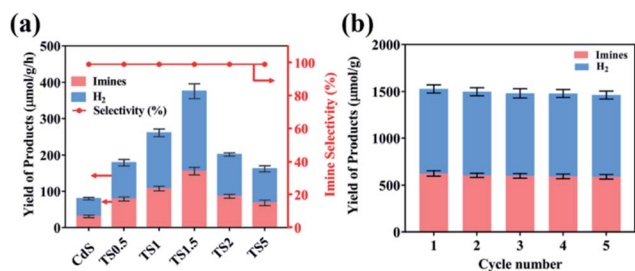 (a)
Yield of Products (μmol/g/h)
500
400
300
200
100
0
Imines
H₂
Selectivity (%)
100
80
60
40
20
0
Imine Selectivity (%)
CdS
TS0.5
TS1
TS1.5
TS2
TS5
(b)
Yield of Products (μmol/g)
2000
1500
1000
500
0
Imines
H₂
1 2 3 4 5
Cycle number